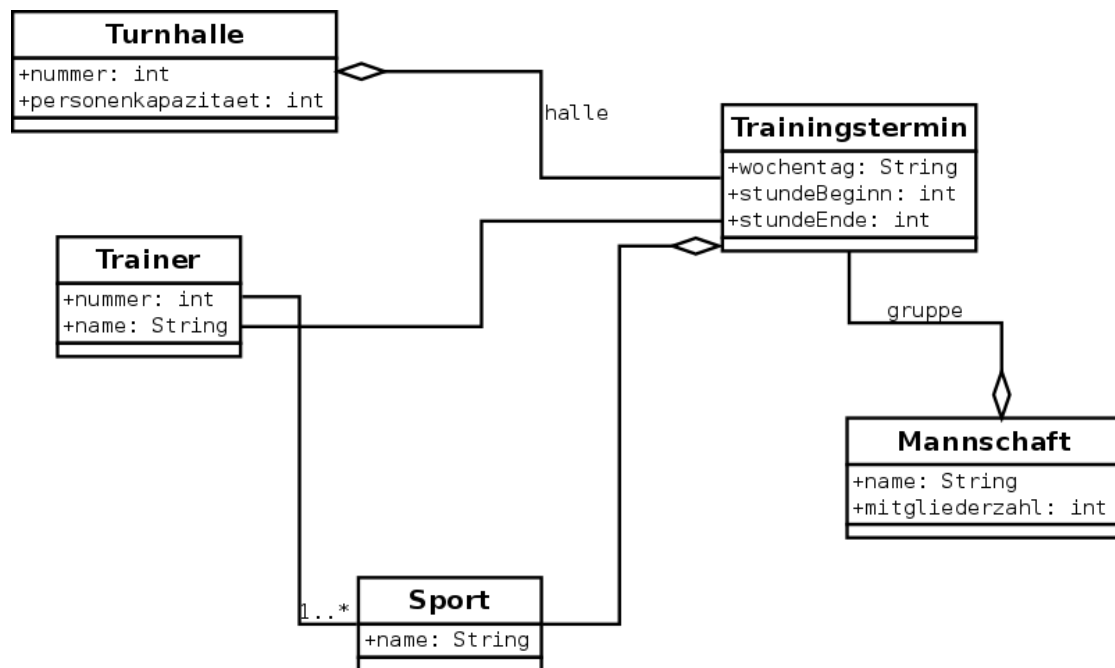 Turnhalle
+nummer: int
+personenkapazitaet: int
halle
Trainingstermin
+wochentag: String
+stundeBeginn: int
+stundeEnde: int
Trainer
+nummer: int
+name: String
gruppe
Mannschaft
+name: String
+mitgliederzahl: int
1..*
Sport
+name: String